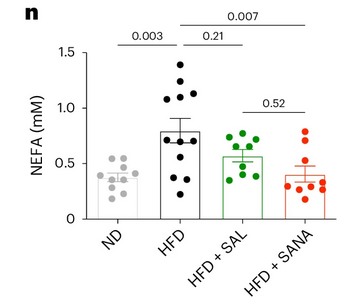 n
0.007
0.003
0.21
0.52
1.5
1.0
0.5
0
NEFA (mM)
ND
HFD
HFD + SAL
HFD + SANA